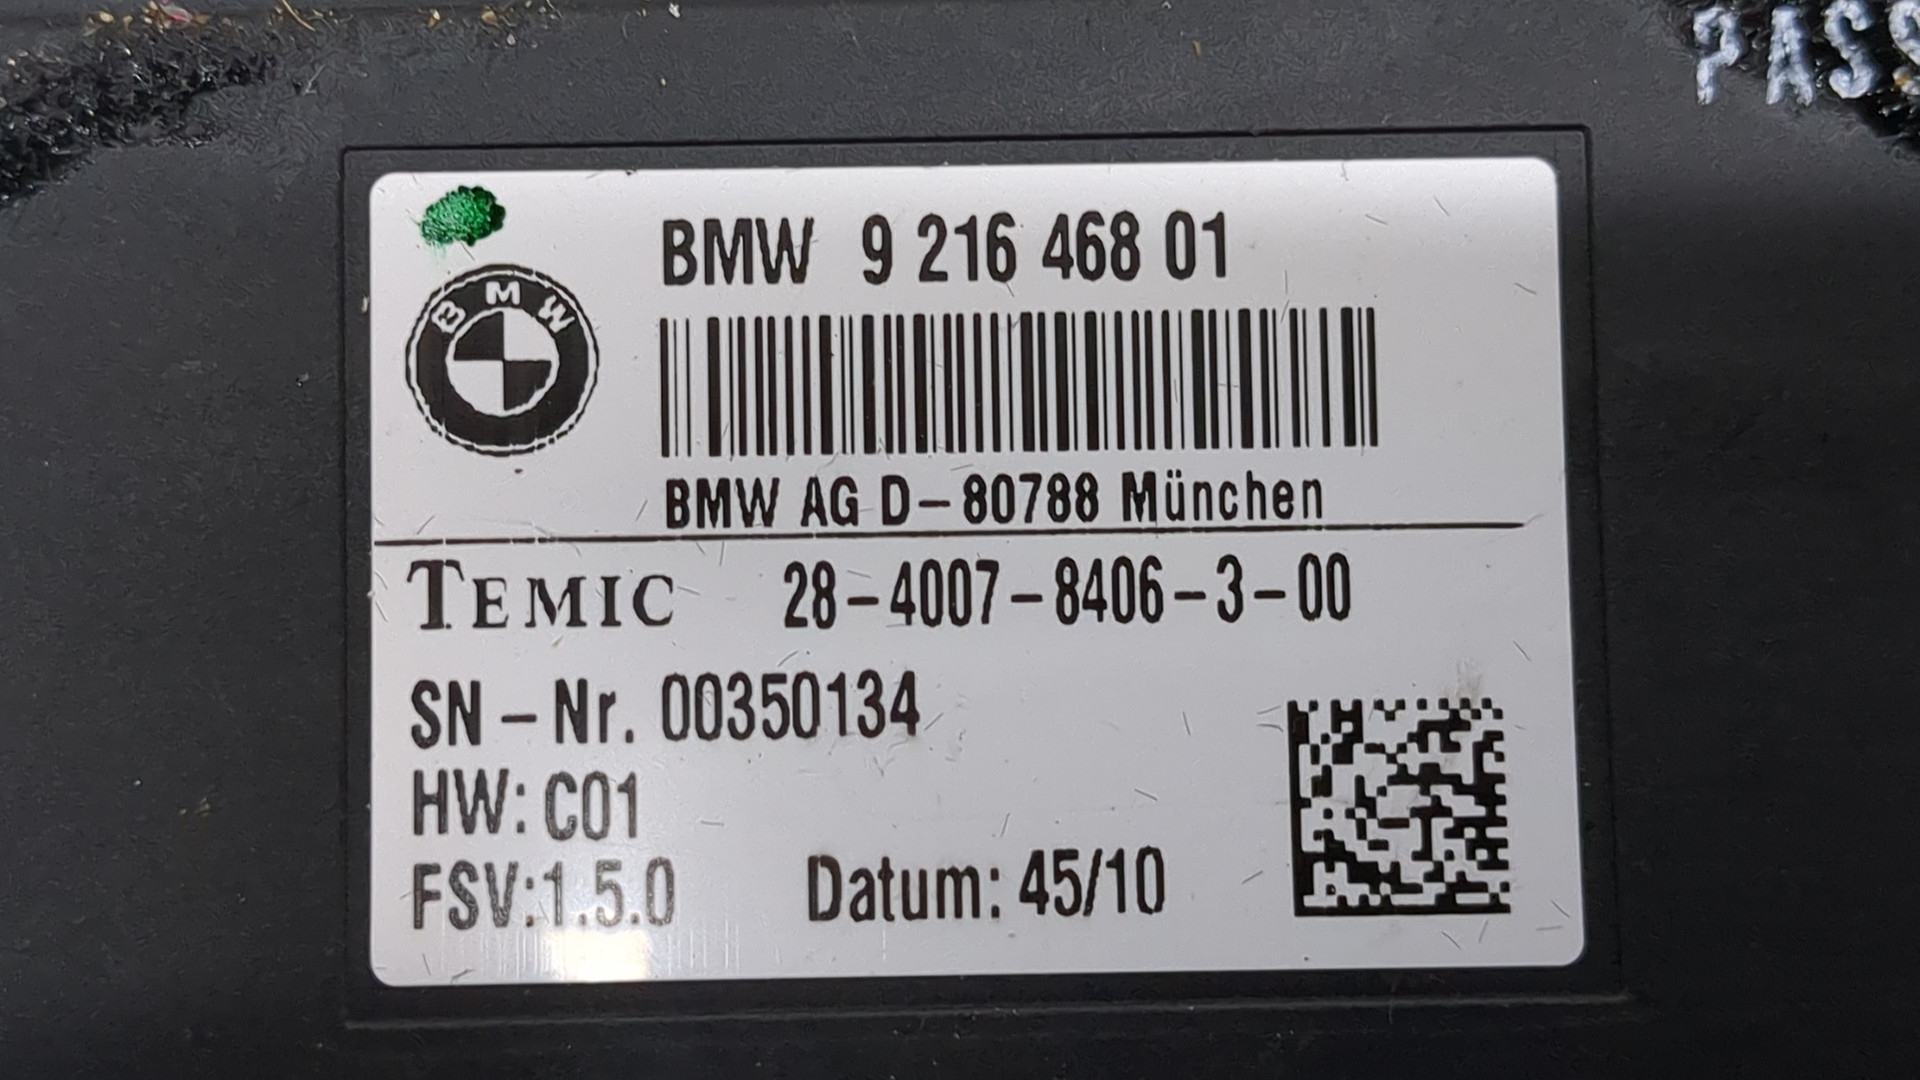 PASS
BMW 9 216 468 01
BMW
BMW AG D-80788 München
TEMIC 28-4007-8406-3-00
SN-Nr. 00350134
HW: C01
FSV:1.5.0 Datum: 45/10